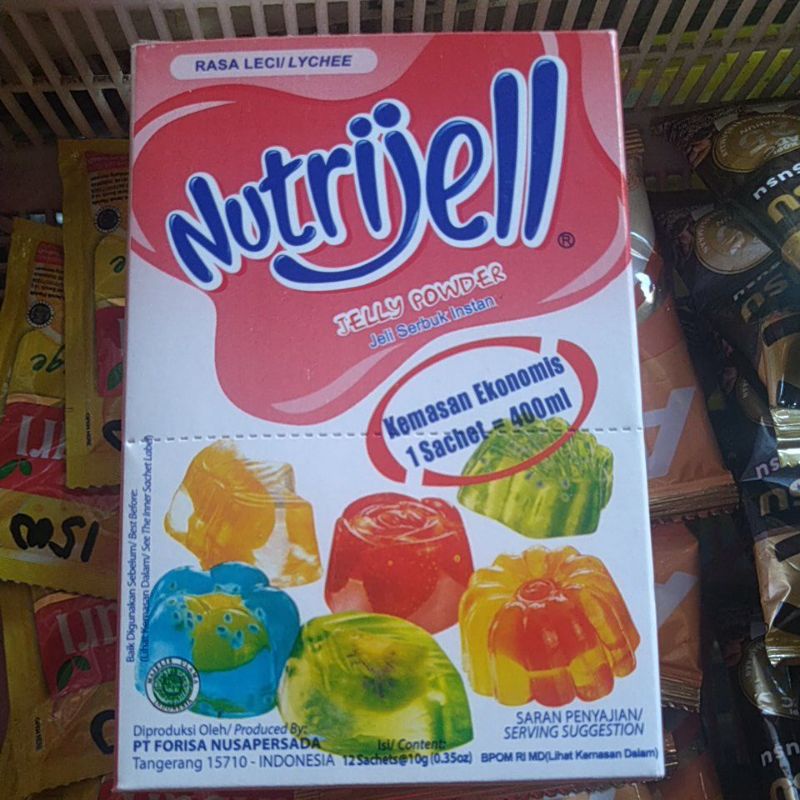 RASA LECI/ LYCHEE
Nutrijell®
JELLY POWDER
Jeli Serbuk Instan
Kemasan Ekonomis
1 Sachet = 400ml
Baik Digunakan Sebelum/ Best Before:
(Lihat Kemasan Dalam/ See The Inner Sachet Label)
Diproduksi Oleh/ Produced By:
PT FORISA NUSAPERSADA
Tangerang 15710 - INDONESIA
Isi/ Content:
12 Sachets@10g (0.35oz)
SARAN PENYAJIAN/
SERVING SUGGESTION
BPOM RI MD(Lihat Kemasan Dalam)